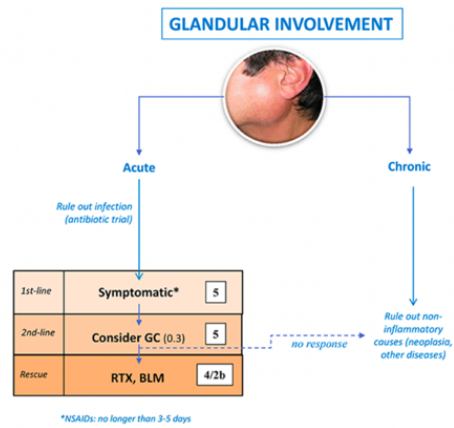 GLANDULAR INVOLVEMENT
Acute
Chronic
Rule out infection
(antibiotic trial)
1st-line
Symptomatic*
5
2nd-line
Consider GC (0.3)
5
no response
Rule out non-
inflammatory
causes (neoplasia,
other diseases)
Rescue
RTX, BLM
4/2b
*NSAIDs: no longer than 3-5 days